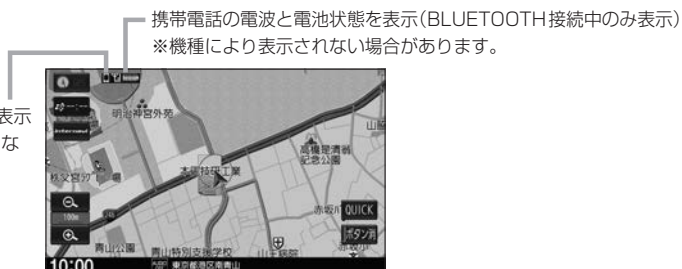 携帯電話の電波と電池状態を表示(BLUETOOTH接続中のみ表示)
※機種により表示されない場合があります。
表示
な
明治神宮外苑
高橋是清翁
記念公園
本田技研工業
100m
赤坂
QUICK
ボタン消
青山公園
青山特別支援学校
山王病院
10:00
東京都港区南青山